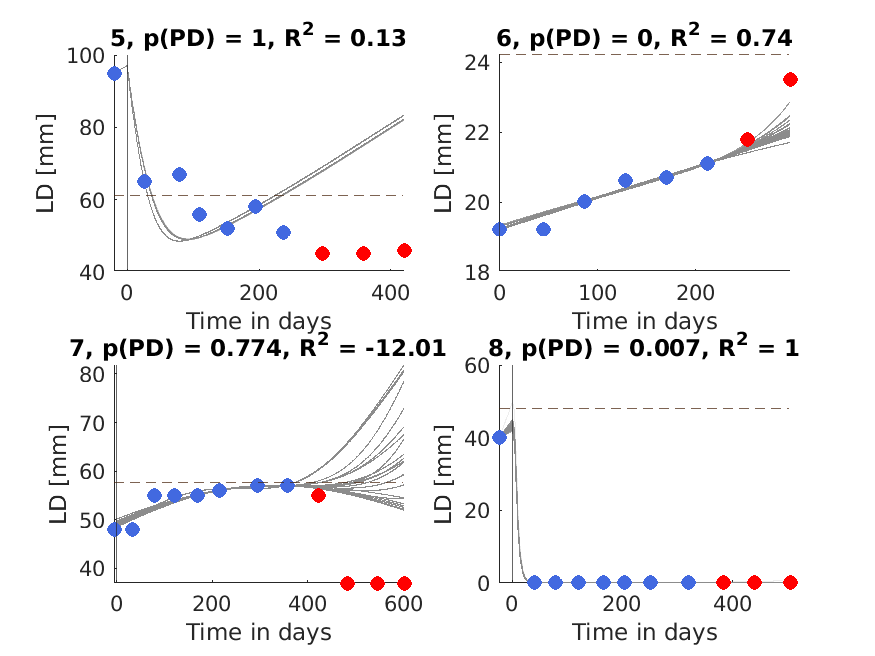 5, p(PD) = 1, R² = 0.13
100
80
60
40
LD [mm]
0
200
400
Time in days
6, p(PD) = 0, R² = 0.74
24
22
20
18
LD [mm]
0
100
200
Time in days
7, p(PD) = 0.774, R² = -12.01
80
70
60
50
40
LD [mm]
0
200
400
600
Time in days
8, p(PD) = 0.007, R² = 1
60
40
20
0
LD [mm]
0
200
400
Time in days